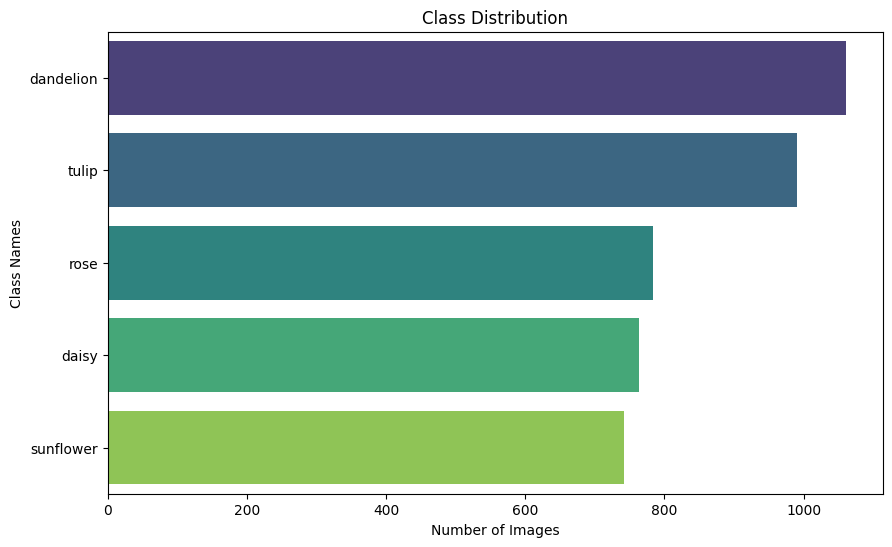 Class Distribution
Class Names
dandelion
tulip
rose
daisy
sunflower
0 200 400 600 800 1000
Number of Images